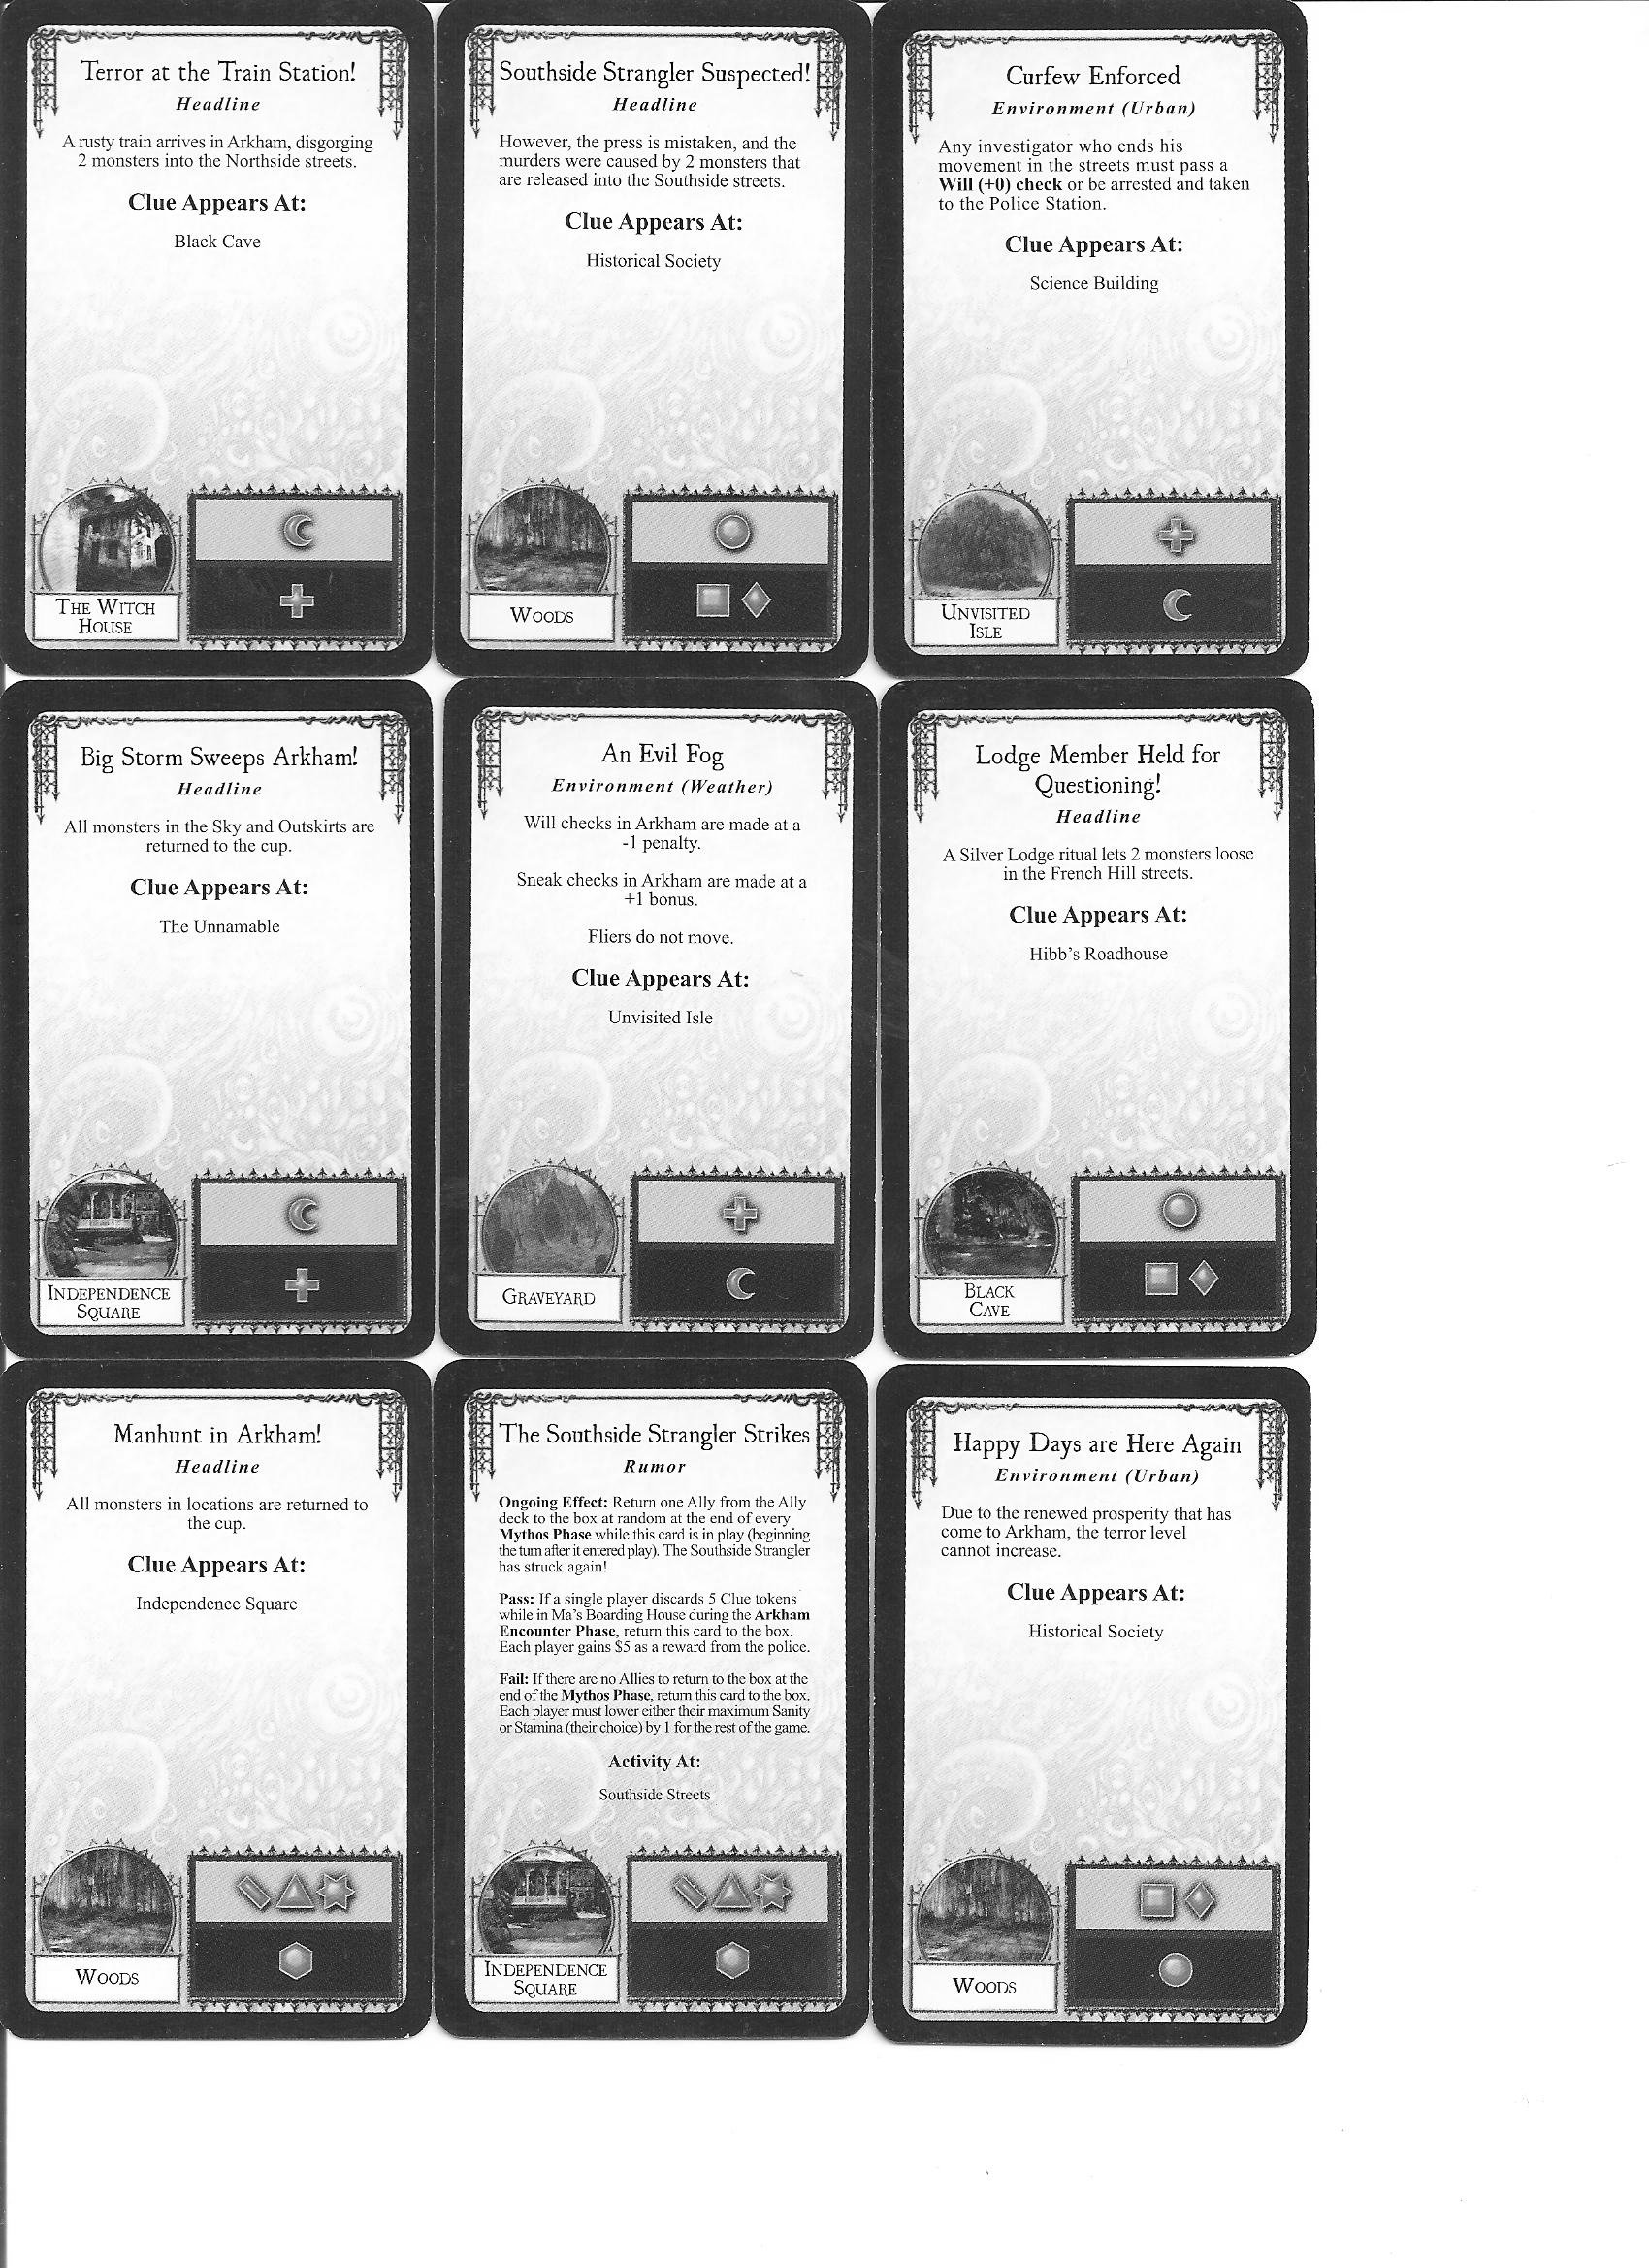 Terror at the Train Station!
Headline
A rusty train arrives in Arkham, disgorging
2 monsters into the Northside streets.
Clue Appears At:
Black Cave
THE WITCH
HOUSE
Southside Strangler Suspected!
Headline
However, the press is mistaken, and the
murders were caused by 2 monsters that
are released into the Southside streets.
Clue Appears At:
Historical Society
WOODS
Curfew Enforced
Environment (Urban)
Any investigator who ends his
movement in the streets must pass a
Will (+0) check or be arrested and taken
to the Police Station.
Clue Appears At:
Science Building
UNVISITED
ISLE
Big Storm Sweeps Arkham!
Headline
All monsters in the Sky and Outskirts are
returned to the cup.
Clue Appears At:
The Unnamable
INDEPENDENCE
SQUARE
An Evil Fog
Environment (Weather)
Will checks in Arkham are made at a
-1 penalty.
Sneak checks in Arkham are made at a
+1 bonus.
Fliers do not move.
Clue Appears At:
Unvisited Isle
GRAVEYARD
Lodge Member Held for
Questioning!
Headline
A Silver Lodge ritual lets 2 monsters loose
in the French Hill streets.
Clue Appears At:
Hibb's Roadhouse
BLACK
CAVE
Manhunt in Arkham!
Headline
All monsters in locations are returned to
the cup.
Clue Appears At:
Independence Square
WOODS
The Southside Strangler Strikes
Rumor
Ongoing Effect: Return one Ally from the Ally
deck to the box at random at the end of every
Mythos Phase while this card is in play (beginning
the turn after it entered play). The Southside Strangler
has struck again!
Pass: If a single player discards 5 Clue tokens
while in Ma's Boarding House during the Arkham
Encounter Phase, return this card to the box.
Each player gains $5 as a reward from the police.
Fail: If there are no Allies to return to the box at the
end of the Mythos Phase, return this card to the box.
Each player must lower either their maximum Sanity
or Stamina (their choice) by 1 for the rest of the game.
Activity At:
Southside Streets
INDEPENDENCE
SQUARE
Happy Days are Here Again
Environment (Urban)
Due to the renewed prosperity that has
come to Arkham, the terror level
cannot increase.
Clue Appears At:
Historical Society
WOODS